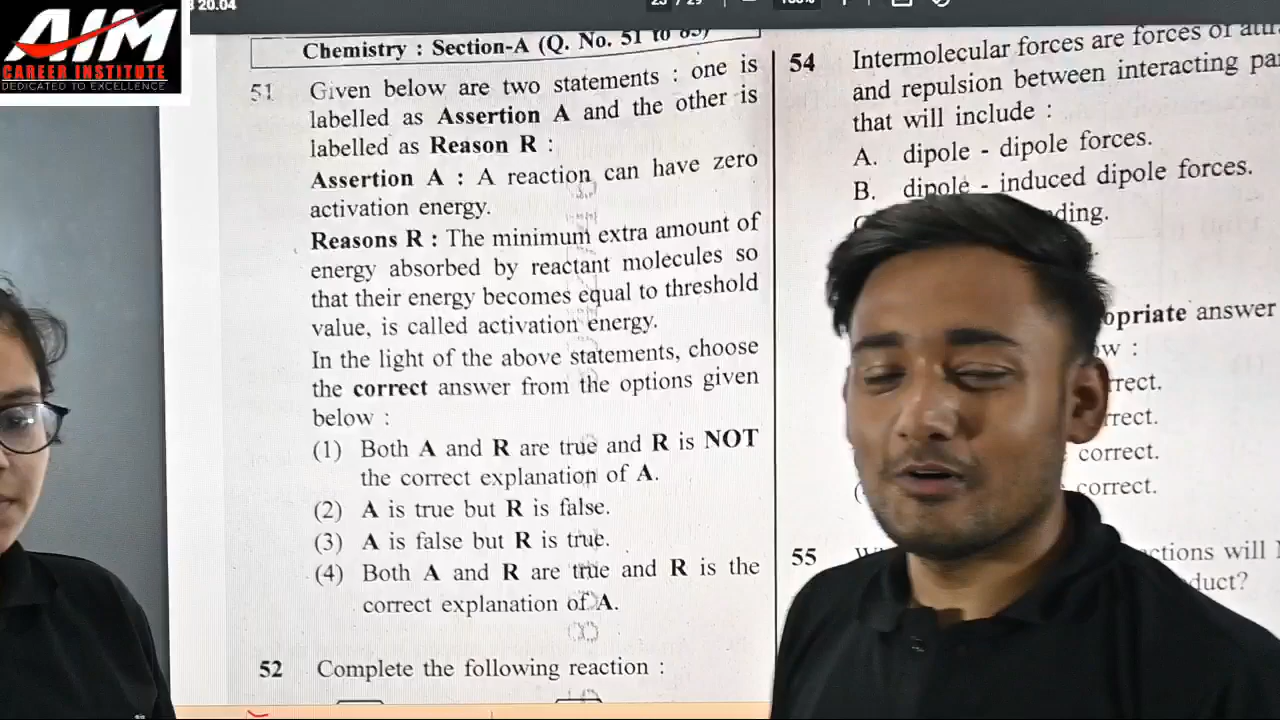 20.04
AIM
CAREER INSTITUTE
DEDICATED TO EXCELLENCE
Chemistry : Section-A (Q. No. 51 to 85)
51 Given below are two statements : one is
labelled as Assertion A and the other is
labelled as Reason R :
Assertion A : A reaction can have zero
activation energy.
Reasons R : The minimum extra amount of
energy absorbed by reactant molecules so
that their energy becomes equal to threshold
value, is called activation energy.
In the light of the above statements, choose
the correct answer from the options given
below :
(1) Both A and R are true and R is NOT
the correct explanation of A.
(2) A is true but R is false.
(3) A is false but R is true.
(4) Both A and R are true and R is the
correct explanation of A.
52 Complete the following reaction :
54 Intermolecular forces are forces of
and repulsion between interacting
that will include :
A. dipole - dipole forces.
B. dipole - induced dipole forces.
answer
correct.
correct.
55
will